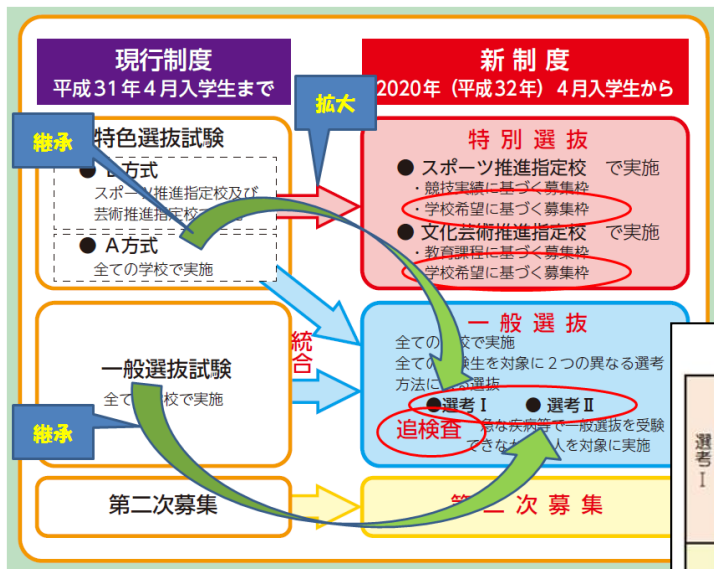 現行制度
平成31年4月入学生まで
新制度
2020年（平成32年）4月入学生から
拡大
継承
特色選抜試験
● B方式
スポーツ推進指定校及び
芸術推進指定校
● A方式
全ての学校で実施
特別選抜
● スポーツ推進指定校 で実施
・競技実績に基づく募集枠
・学校希望に基づく募集枠
● 文化芸術推進指定校 で実施
・教育課程に基づく募集枠
・学校希望に基づく募集枠
統合
一般選抜試験
全て 校で実施
継承
一般選抜
全ての 校で実施
全ての 験生を対象に2つの異なる選考
方法に る選抜
●選考Ⅰ ● 選考Ⅱ
追検査 急な疾病等で一般選抜を受験
できな 人を対象に実施
第二次募集
第二次募集
選考Ⅰ